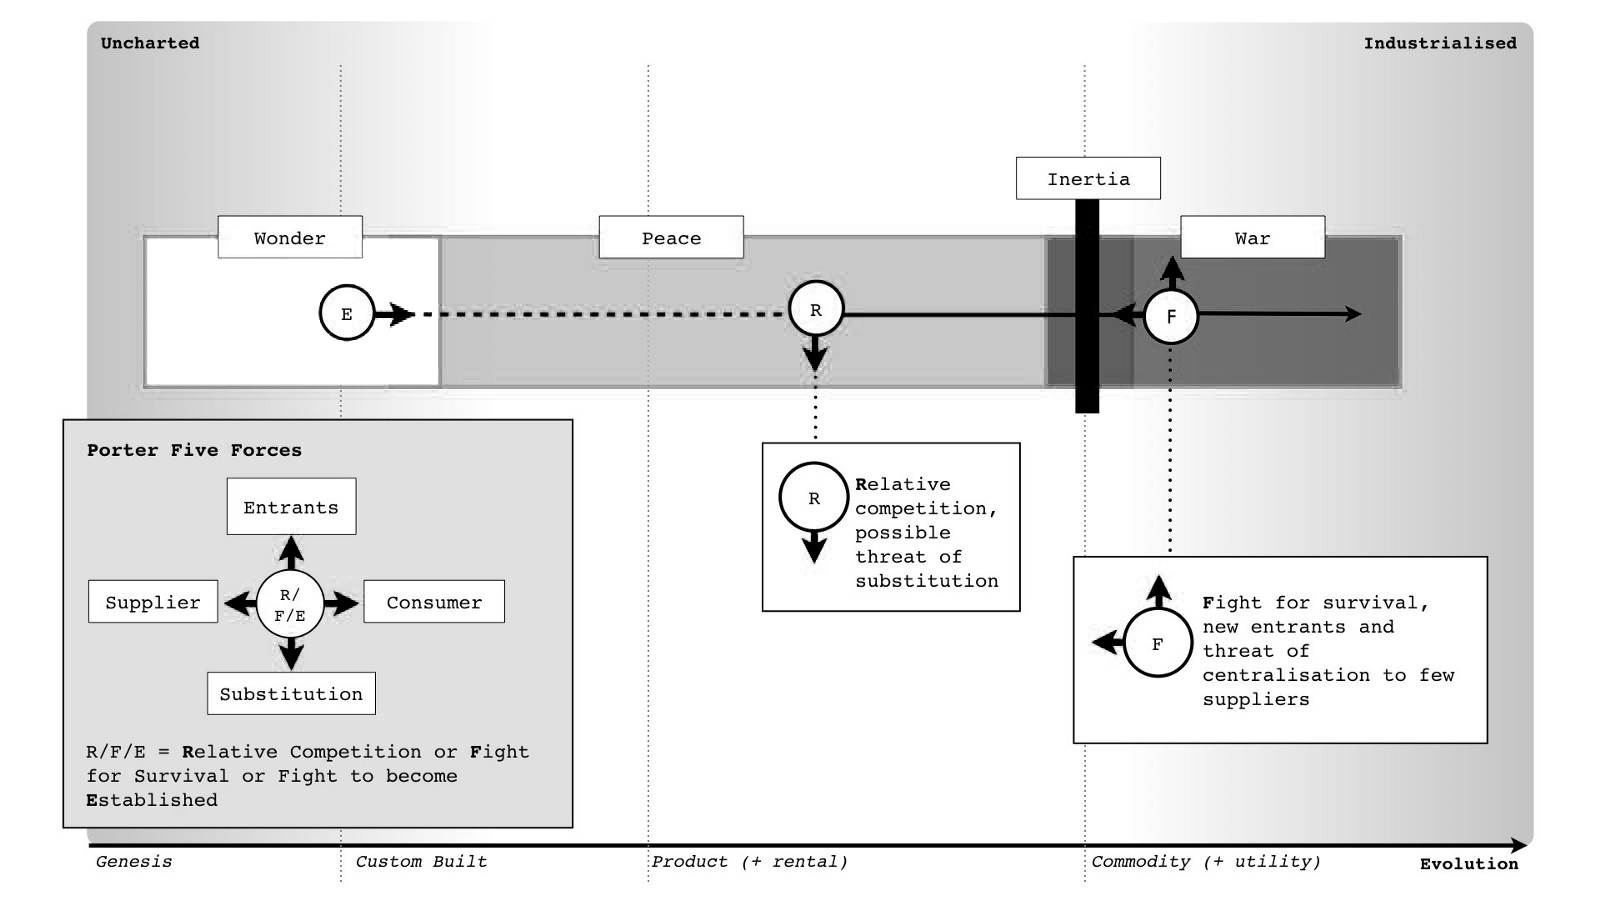 Uncharted
Industrialised
Inertia
Wonder
Peace
War
E
R
F
Porter Five Forces
Entrants
Supplier
R/
F/E
Consumer
Substitution
R/F/E = Relative Competition or Fight
for Survival or Fight to become
Established
R
Relative
competition,
possible
threat of
substitution
F
Fight for survival,
new entrants and
threat of
centralisation to few
suppliers
Genesis
Custom Built
Product (+ rental)
Commodity (+ utility)
Evolution